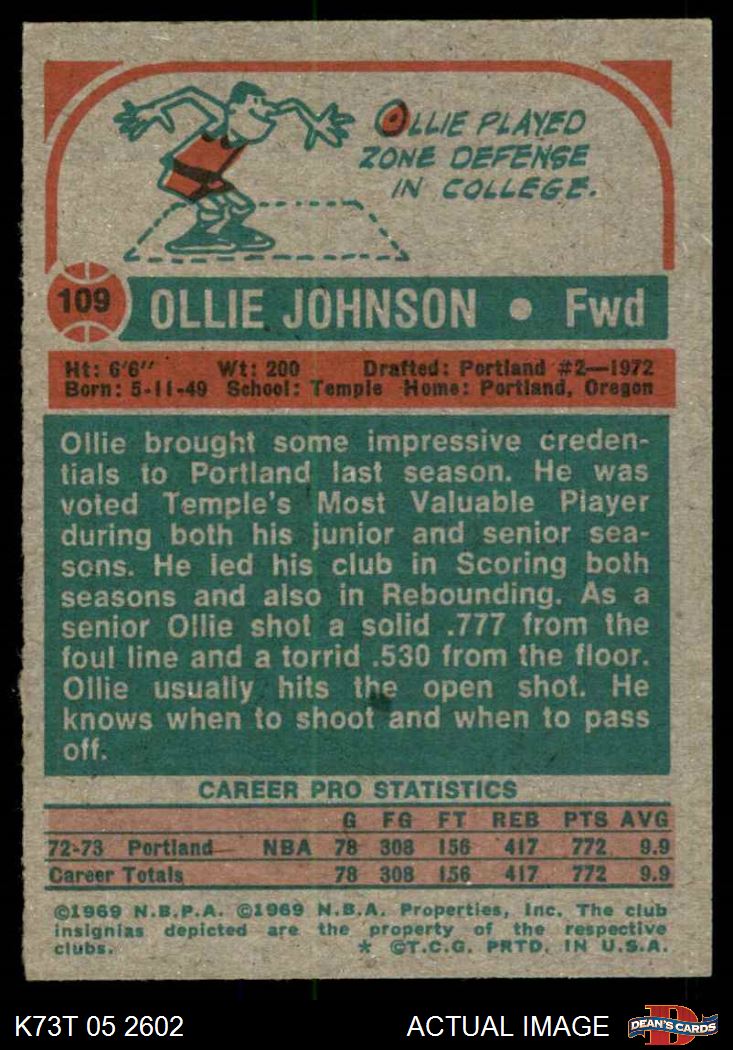 OLLIE PLAYED
ZONE DEFENSE
IN COLLEGE.
109 OLLIE JOHNSON • Fwd
Ht: 6'6" Wt: 200 Drafted: Portland #2—1972
Born: 5-11-49 School: Temple Home: Portland, Oregon
Ollie brought some impressive creden-
tials to Portland last season. He was
voted Temple's Most Valuable Player
during both his junior and senior sea-
sons. He led his club in Scoring both
seasons and also in Rebounding. As a
senior Ollie shot a solid .777 from the
foul line and a torrid .530 from the floor.
Ollie usually hits the open shot. He
knows when to shoot and when to pass
off.
CAREER PRO STATISTICS
G FG FT REB PTS AVG
72-73 Portland NBA 78 308 156 417 772 9.9
Career Totals 78 308 156 417 772 9.9
©1969 N.B.P.A. ©1969 N.B.A. Properties, Inc. The club
insignias depicted are the property of the respective
clubs. * ©T.C.G. PRTD. IN U.S.A.
K73T 05 2602 ACTUAL IMAGE D DEAN'S CARDS